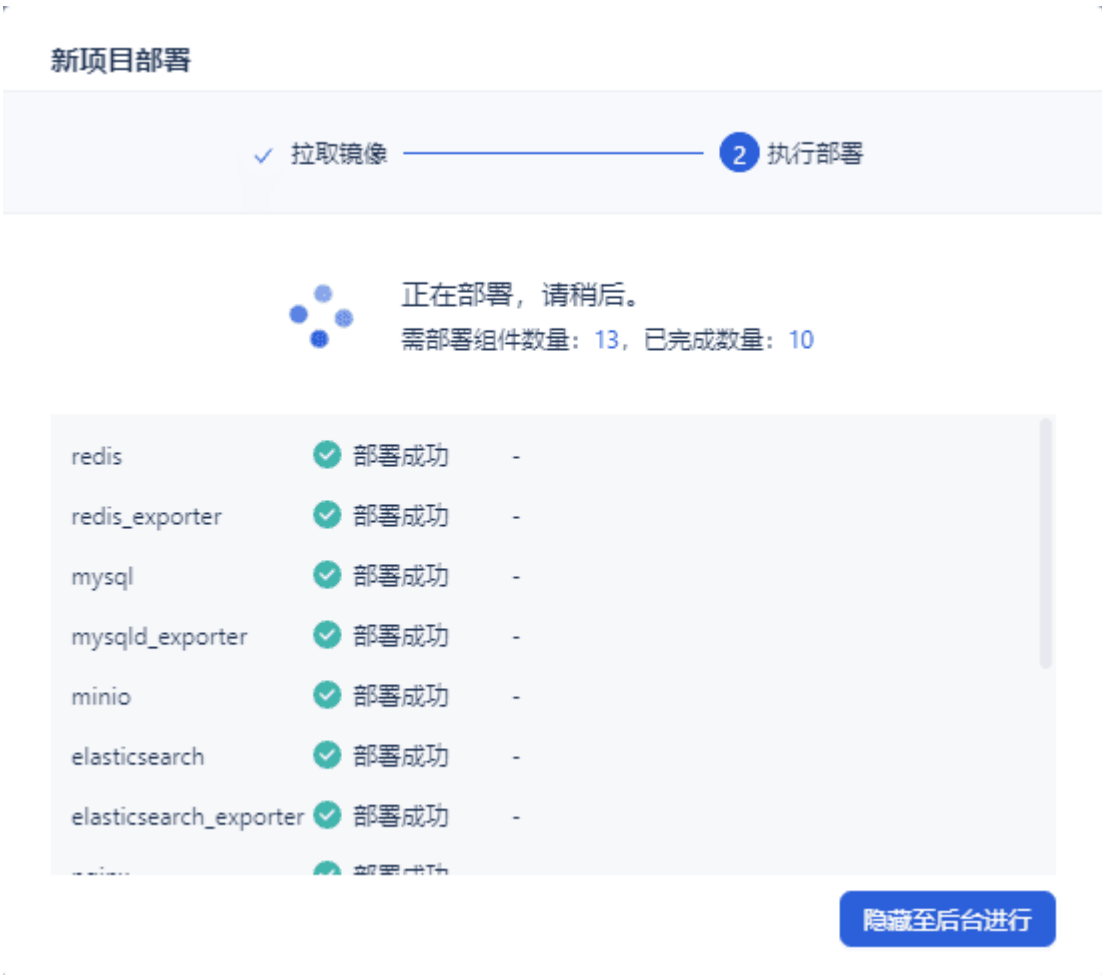 新项目部署
拉取镜像 2 执行部署
正在部署，请稍后。
需部署组件数量：13，已完成数量：10
redis 部署成功 -
redis_exporter 部署成功 -
mysql 部署成功 -
mysqld_exporter 部署成功 -
minio 部署成功 -
elasticsearch 部署成功 -
elasticsearch_exporter 部署成功 -
部署成功
隐藏至后台进行